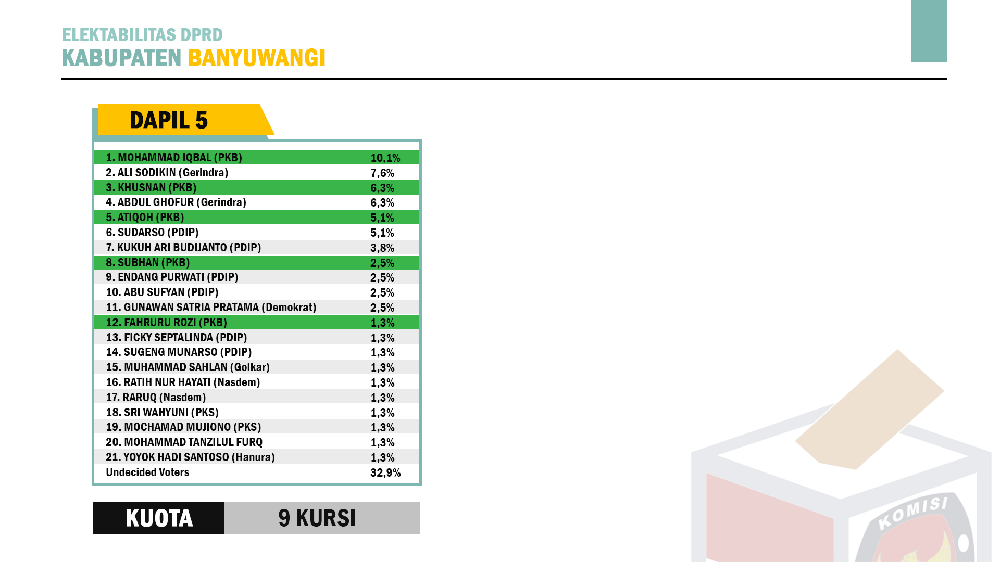 ELEKTABILITAS DPRD
KABUPATEN BANYUWANGI
DAPIL 5
1. MOHAMMAD IQBAL (PKB) 10,1%
2. ALI SODIKIN (Gerindra) 7,6%
3. KHUSNAN (PKB) 6,3%
4. ABDUL GHOFUR (Gerindra) 6,3%
5. ATIQOH (PKB) 5,1%
6. SUDARSO (PDIP) 5,1%
7. KUKUH ARI BUDIJANTO (PDIP) 3,8%
8. SUBHAN (PKB) 2,5%
9. ENDANG PURWATI (PDIP) 2,5%
10. ABU SUFYAN (PDIP) 2,5%
11. GUNAWAN SATRIA PRATAMA (Demokrat) 2,5%
12. FAHRURU ROZI (PKB) 1,3%
13. FICKY SEPTALINDA (PDIP) 1,3%
14. SUGENG MUNARSO (PDIP) 1,3%
15. MUHAMMAD SAHLAN (Golkar) 1,3%
16. RATIH NUR HAYATI (Nasdem) 1,3%
17. RARUQ (Nasdem) 1,3%
18. SRI WAHYUNI (PKS) 1,3%
19. MOCHAMAD MUJIONO (PKS) 1,3%
20. MOHAMMAD TANZILUL FURQ 1,3%
21. YOYOK HADI SANTOSO (Hanura) 1,3%
Undecided Voters 32,9%
KUOTA 9 KURSI
KOMISI